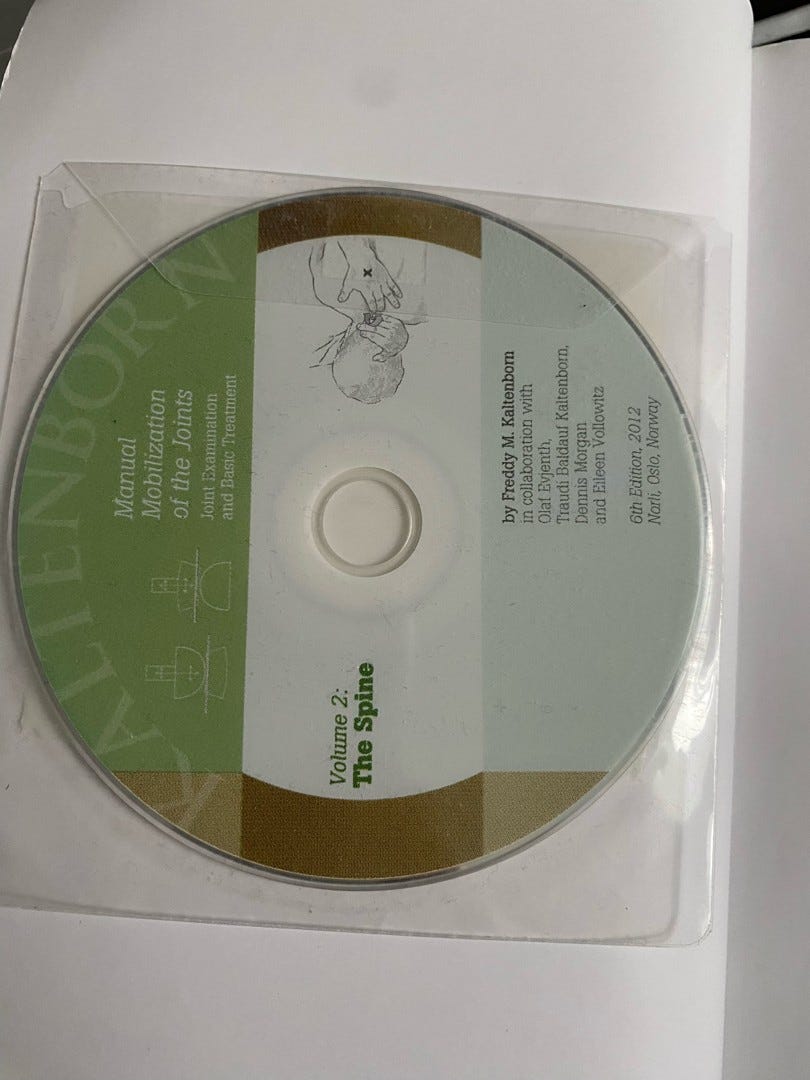 KALTENBORN
Manual
Mobilization
of the Joints
Joint Examination
and Basic Treatment
x
Volume 2:
The Spine
by Freddy M. Kaltenborn
in collaboration with
Olaf Evjenth,
Traudi Baldauf Kaltenborn,
Dennis Morgan
and Eileen Vollowitz
6th Edition, 2012
Norli, Oslo, Norway